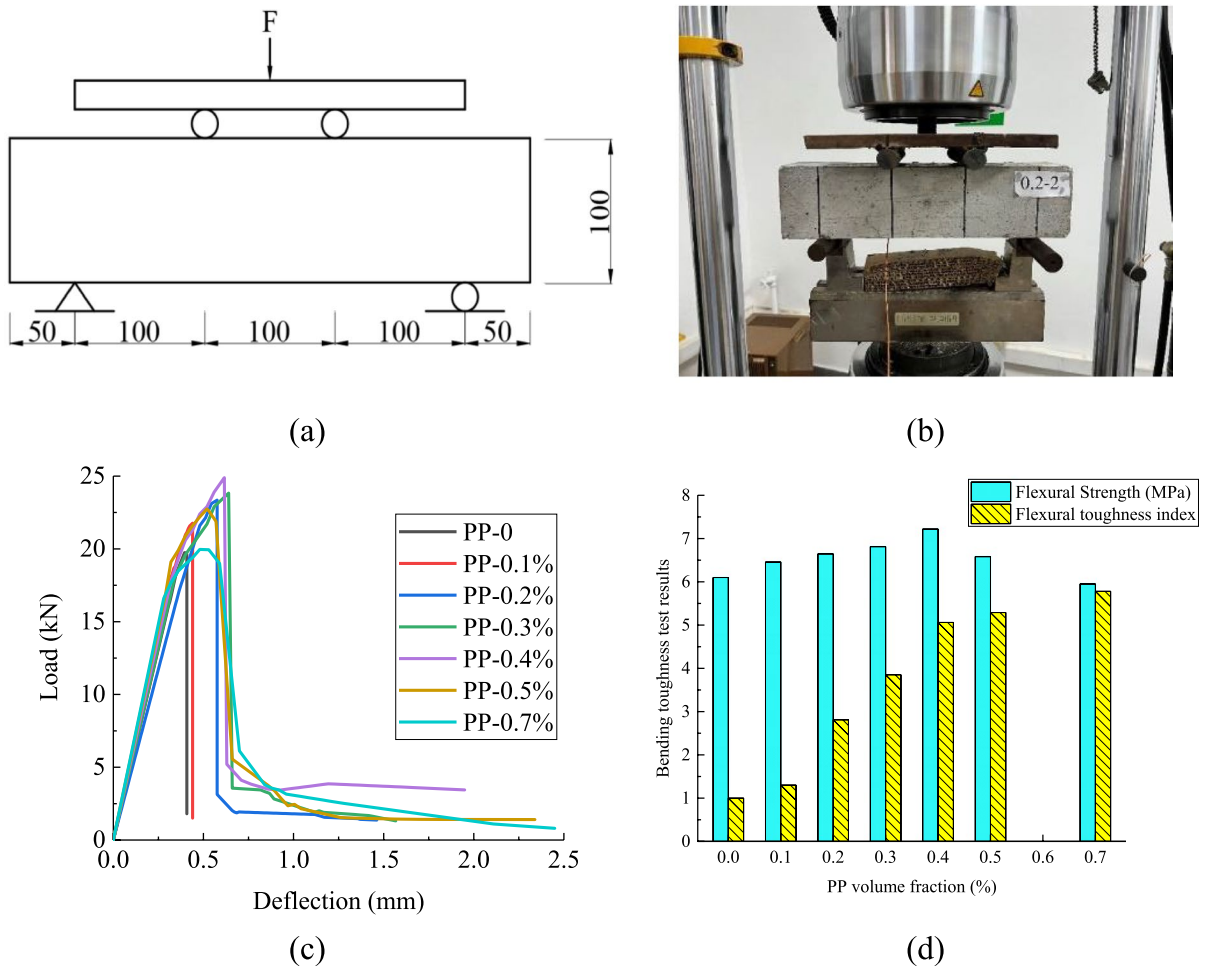 F
100
50
100
100
100
50
(a)
0.2-2
(b)
25
20
15
10
5
0
Load (kN)
0.0
0.5
1.0
1.5
2.0
2.5
Deflection (mm)
PP-0
PP-0.1%
PP-0.2%
PP-0.3%
PP-0.4%
PP-0.5%
PP-0.7%
(c)
Flexural Strength (MPa)
Flexural toughness index
8
7
6
5
4
3
2
1
0
Bending toughness test results
0.0
0.1
0.2
0.3
0.4
0.5
0.6
0.7
PP volume fraction (%)
(d)